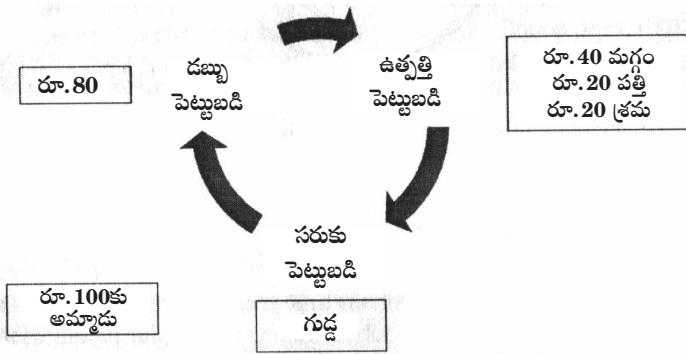 రూ.80
డబ్బు
పెట్టుబడి
ఉత్పత్తి
పెట్టుబడి
రూ.40 మగ్గం
రూ.20 పత్తి
రూ.20 శ్రమ
సరుకు
పెట్టుబడి
గుడ్డ
రూ.100కు
అమ్మాడు